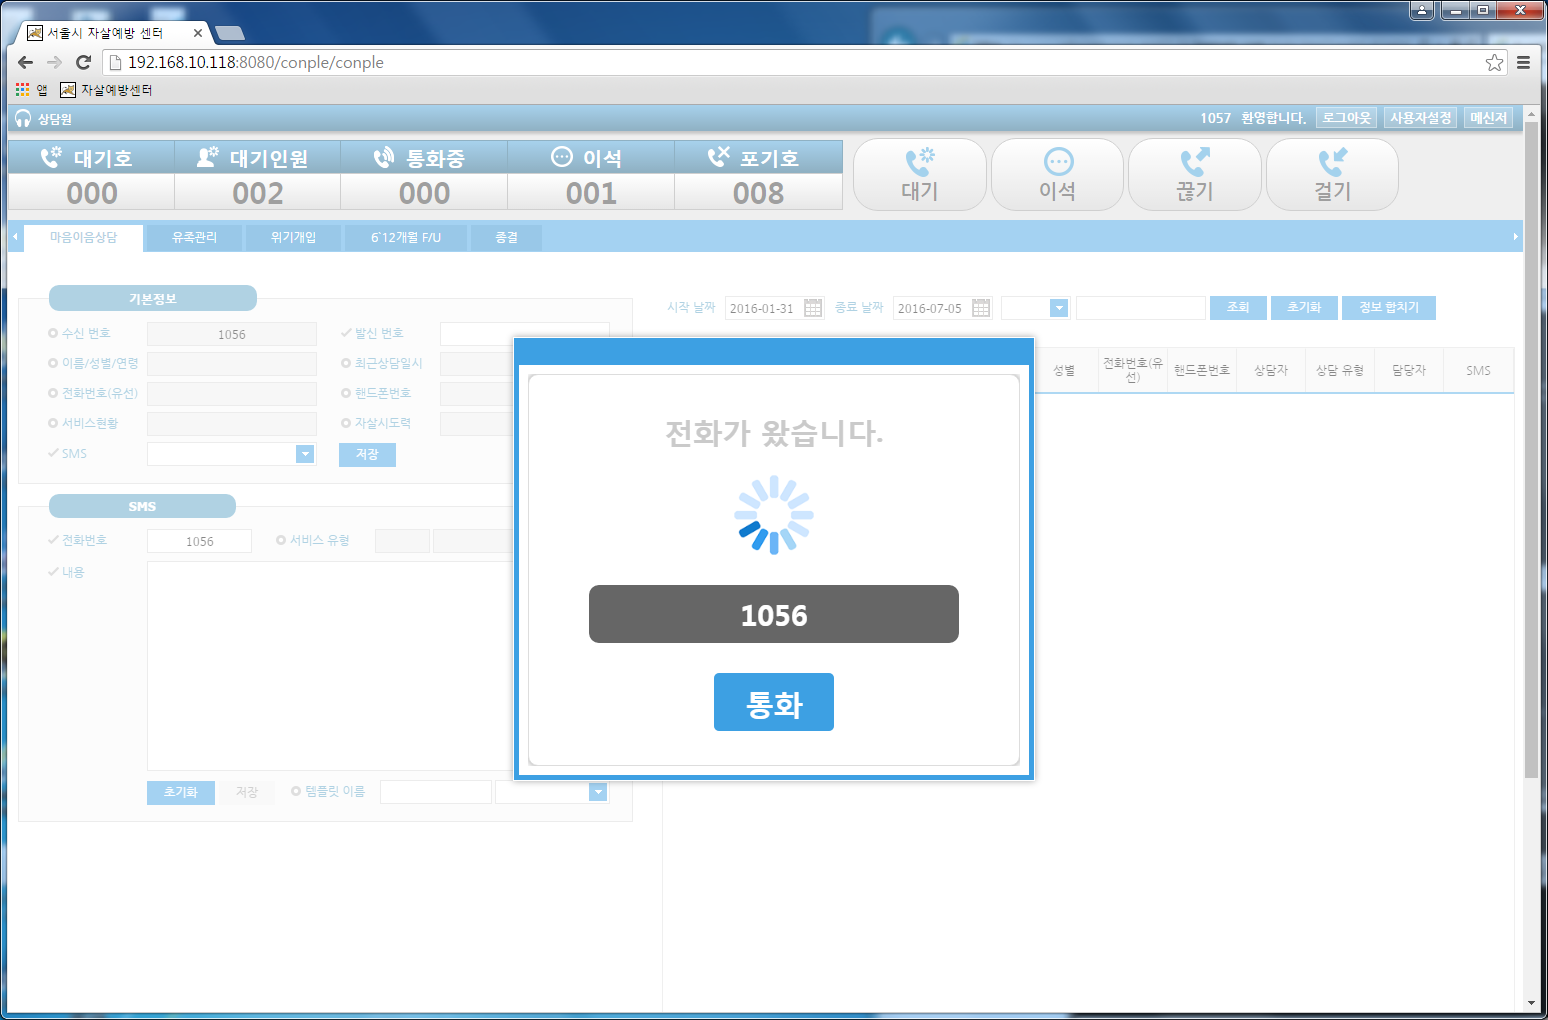 서울시 자살예방 센터
192.168.10.118:8080/conple/conple
앱 자살예방센터
상담원 1057 환영합니다. 로그아웃 사용자설정 메신저
대기호 대기인원 통화중 이석 포기호
000 002 000 001 008
대기 이석 끊기 걸기
마음이음상담 유족관리 위기개입 6`12개월 F/U 종결
기본정보
수신 번호 1056 발신 번호
이름/성별/연령 최근상담일시
전화번호(유선) 핸드폰번호
서비스현황 자살시도력
SMS 저장
SMS
전화번호 1056 서비스 유형
내용
초기화 저장 템플릿 이름
시작 날짜 2016-01-31 종료 날짜 2016-07-05 조회 초기화 정보 합치기
성별 전화번호(유선) 핸드폰번호 상담자 상담 유형 담당자 SMS
전화가 왔습니다.
1056
통화